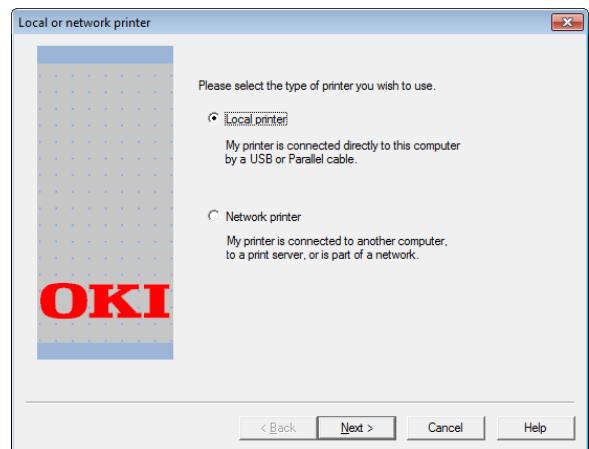 Local or network printer
Please select the type of printer you wish to use.
Local printer
My printer is connected directly to this computer
by a USB or Parallel cable.
Network printer
My printer is connected to another computer,
to a print server, or is part of a network.
OKI
< Back Next > Cancel Help